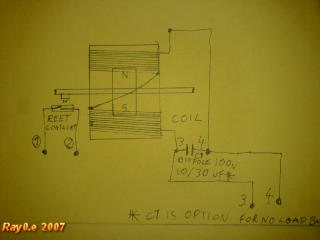 N
S
REET
CONTACT
COIL
1
2
3 4
BIPOLE 100V
10/30 UF*
3
4
* CT IS OPTION FOR NO LOAD
Ray0.e 2007